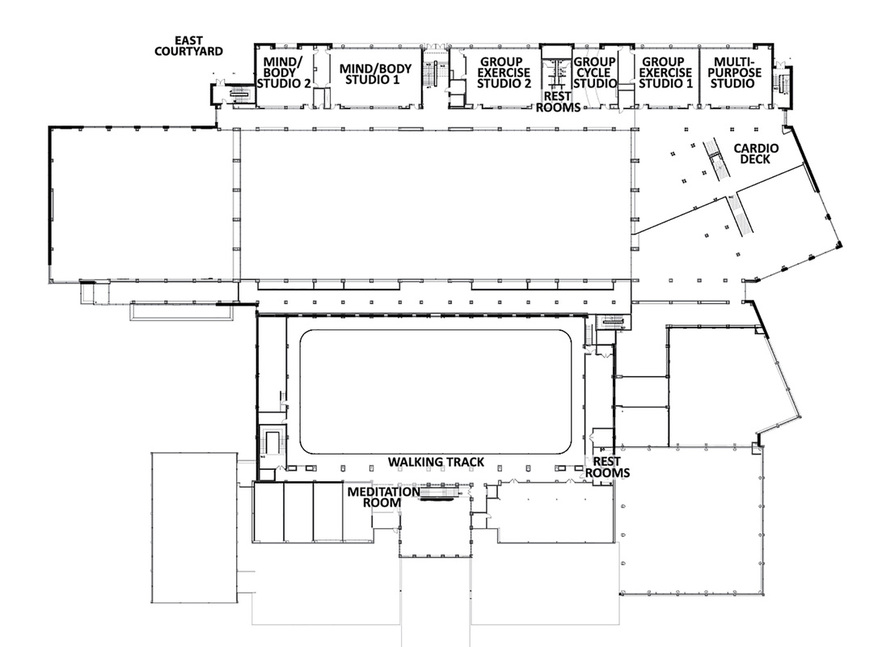 EAST
COURTYARD
MIND/
BODY
STUDIO 2
MIND/BODY
STUDIO 1
GROUP
EXERCISE
STUDIO 2
GROUP
CYCLE
STUDIO
GROUP
EXERCISE
STUDIO 1
MULTI-
PURPOSE
STUDIO
REST
ROOMS
CARDIO
DECK
WALKING TRACK
REST
ROOMS
MEDITATION
ROOM